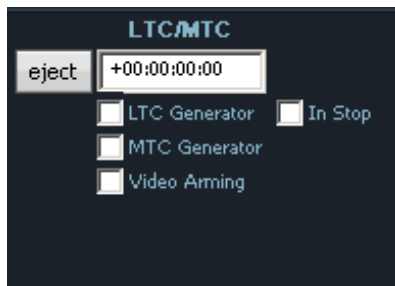 LTC/MTC
eject +00:00:00:00
LTC Generator In Stop
MTC Generator
Video Arming